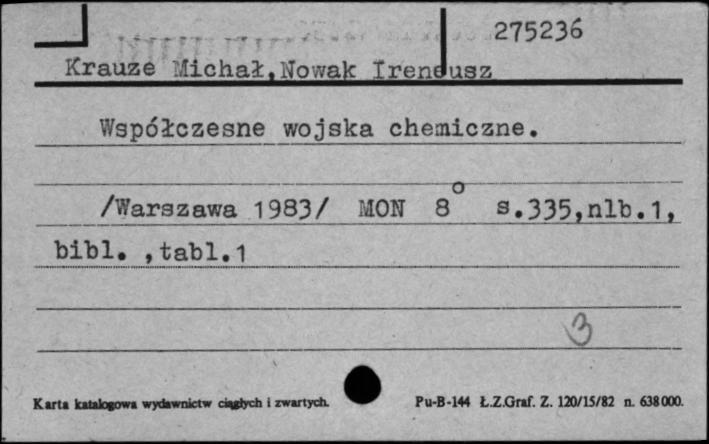 275236
Krauze Michał,Nowak Ireneusz
Współczesne wojska chemiczne.
/Warszawa 1983/ MON 8° s.335,nlb.1,
bibl. ,tabl.1
3
Karta katalogowa wydawnictw ciągłych i zwartych. Pu-B-144 Ł.Z.Graf. Z. 120/15/82 n. 638000.